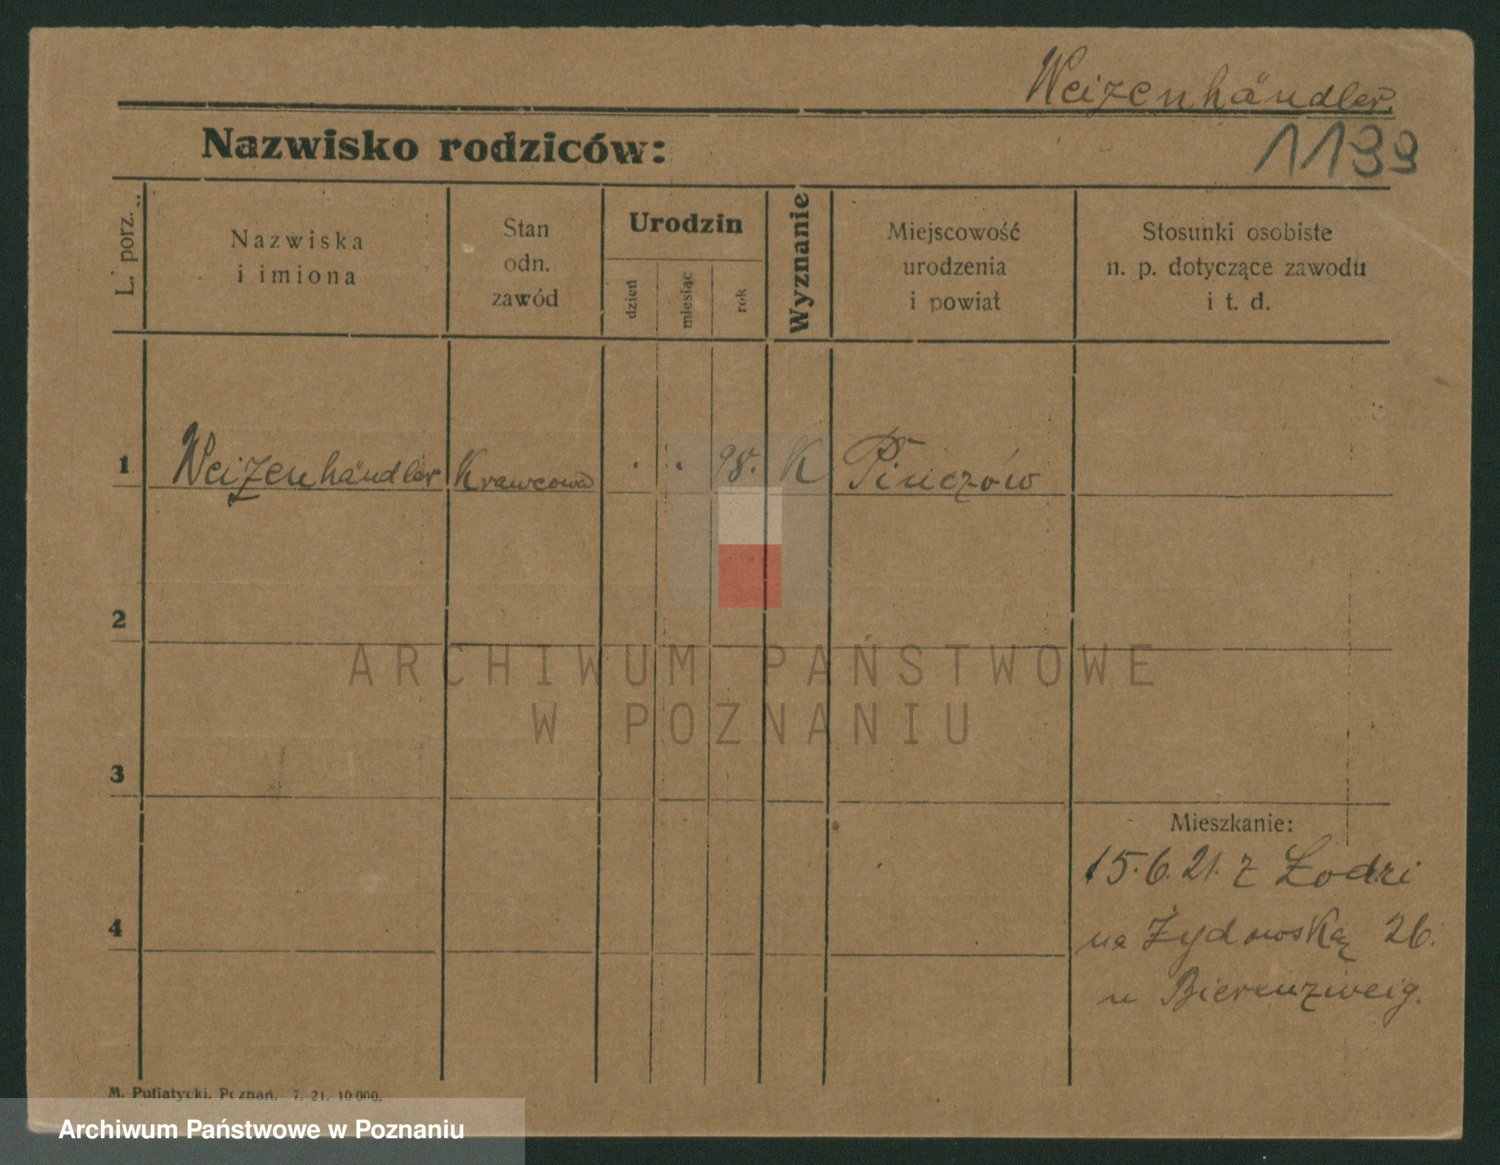 Weizenhändler.
1139
Nazwisko rodziców:
L. porz.
Nazwiska
i imiona
Stan
odn.
zawód
Urodzin
dzień
miesiąc
rok
Wyznanie
Miejscowość
urodzenia
i powiat
Stosunki osobiste
n. p. dotyczące zawodu
i t. d.
1 Weizenhändler Krawcowa . . 98. K Pinczów
2
ARCHIWUM PAŃSTWOWE
W POZNANIU
3
Mieszkanie:
15.6.21. z Łodzi
4
na Żydowską 26.
u Bierenzweig.
M. Pufiatycki, Poznań. 7. 21. 10 000.
Archiwum Państwowe w Poznaniu